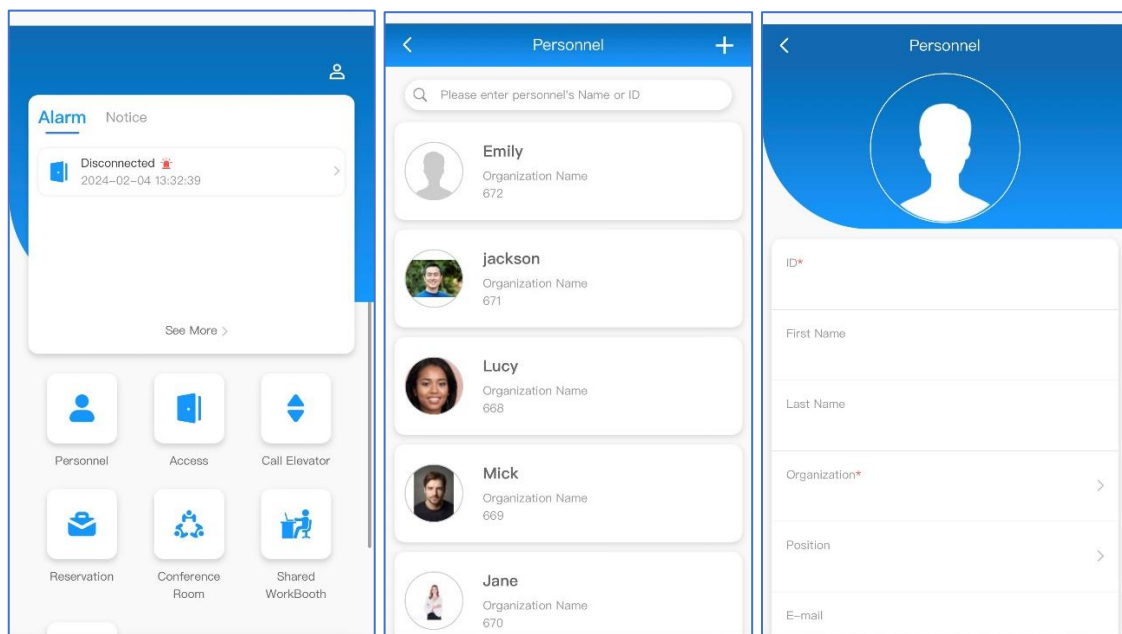 Alarm
Notice
Disconnected
2024-02-04 13:32:39
See More >
Personnel
Access
Call Elevator
Reservation
Conference
Room
Shared
WorkBooth
Personnel
Please enter personnel's Name or ID
Emily
Organization Name
672
jackson
Organization Name
671
Lucy
Organization Name
668
Mick
Organization Name
669
Jane
Organization Name
670
Personnel
ID*
First Name
Last Name
Organization*
Position
E-mail